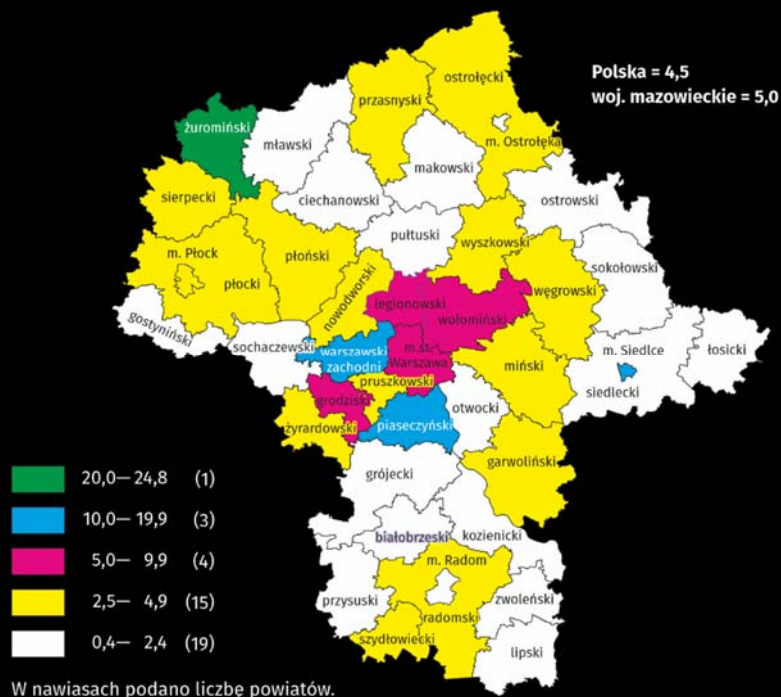 Polska = 4,5
woj. mazowieckie = 5,0
ostrołęcki
przasnyski
żuromiński
mławski
m. Ostrołęka
makowski
ciechanowski
sierpecki
ostrowski
pułtuski
wyszkowski
m. Płock
płoński
sokołowski
płocki
nowodworski
węgrowski
legionowski
wołomiński
gostyniński
sochaczewski
warszawski
zachodni
m.st.
Warszawa
miński
m. Siedlce
łosicki
pruszkowski
siedlecki
grodziski
otwocki
piaseczyński
żyrardowski
garwoliński
grójecki
20,0— 24,8 (1)
10,0— 19,9 (3)
5,0— 9,9 (4)
2,5— 4,9 (15)
0,4— 2,4 (19)
białobrzeski
kozienicki
m. Radom
przysuski
zwoleński
radomski
szydłowiecki
lipski
W nawiasach podano liczbę powiatów.